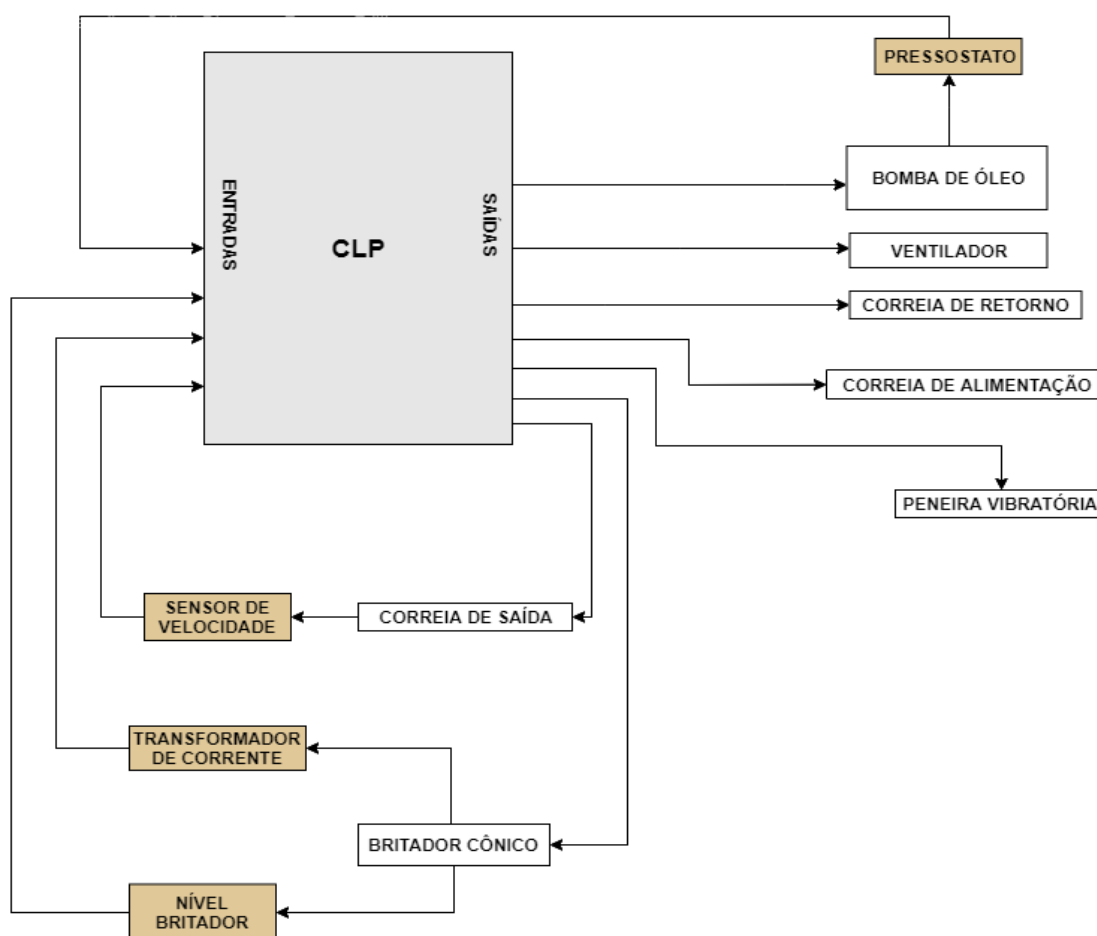 PRESSOSTATO
BOMBA DE ÓLEO
ENTRADAS
SAÍDAS
CLP
VENTILADOR
CORREIA DE RETORNO
CORREIA DE ALIMENTAÇÃO
PENEIRA VIBRATÓRIA
SENSOR DE
VELOCIDADE
CORREIA DE SAÍDA
TRANSFORMADOR
DE CORRENTE
BRITADOR CÔNICO
NÍVEL
BRITADOR